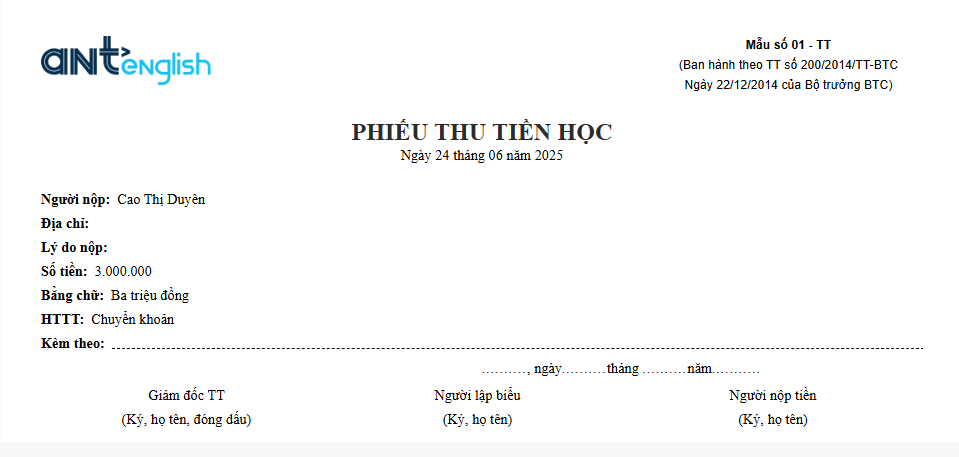 ant english
Mẫu số 01 - TT
(Ban hành theo TT số 200/2014/TT-BTC
Ngày 22/12/2014 của Bộ trưởng BTC)
PHIẾU THU TIỀN HỌC
Ngày 24 tháng 06 năm 2025
Người nộp: Cao Thị Duyên
Địa chỉ:
Lý do nộp:
Số tiền: 3.000.000
Bằng chữ: Ba triệu đồng
HTTT: Chuyển khoản
Kèm theo:
.........., ngày..........tháng ..........năm...........
Giám đốc TT Người lập biểu Người nộp tiền
(Ký, họ tên, đóng dấu) (Ký, họ tên) (Ký, họ tên)